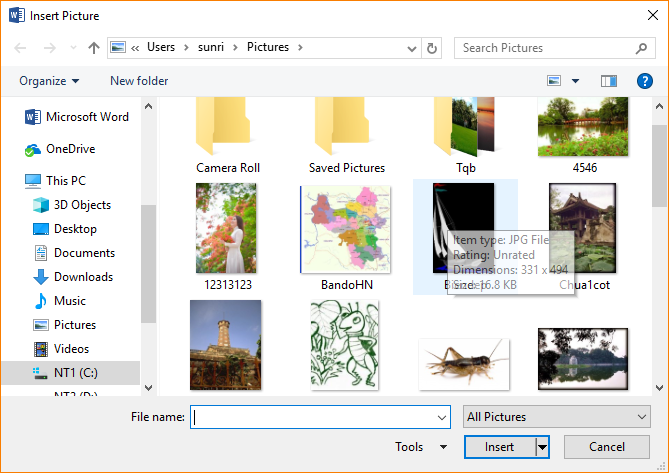 Insert Picture
Users
sunri
Pictures
Search Pictures
Organize
New folder
Microsoft Word
OneDrive
This PC
3D Objects
Desktop
Documents
Downloads
Music
Pictures
Videos
NT1 (C:)
Camera Roll
Saved Pictures
Tqb
4546
12313123
BandoHN
Chua1cot
Item type: JPG File
Rating: Unrated
Dimensions: 331 x 494
Size: 16.8 KB
File name:
All Pictures
Tools
Insert
Cancel